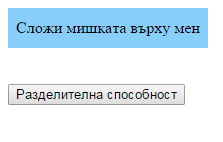 Сложи мишката върху мен
Разделителна способност